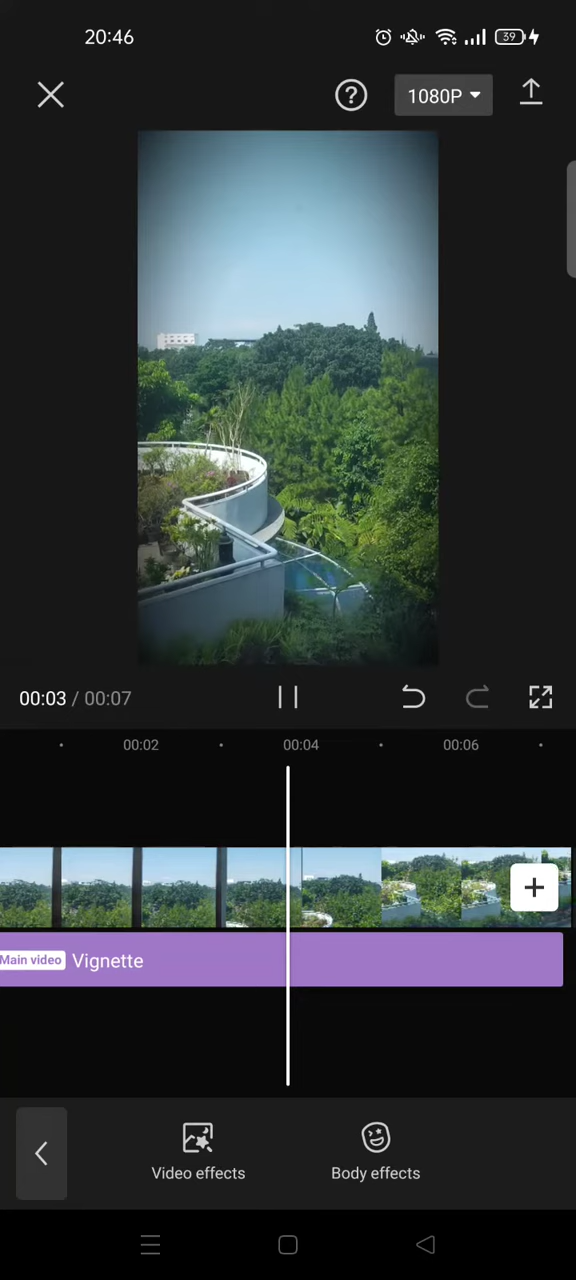 20:46
39
1080P
00:03 / 00:07
00:02
00:04
00:06
Main video Vignette
Video effects
Body effects